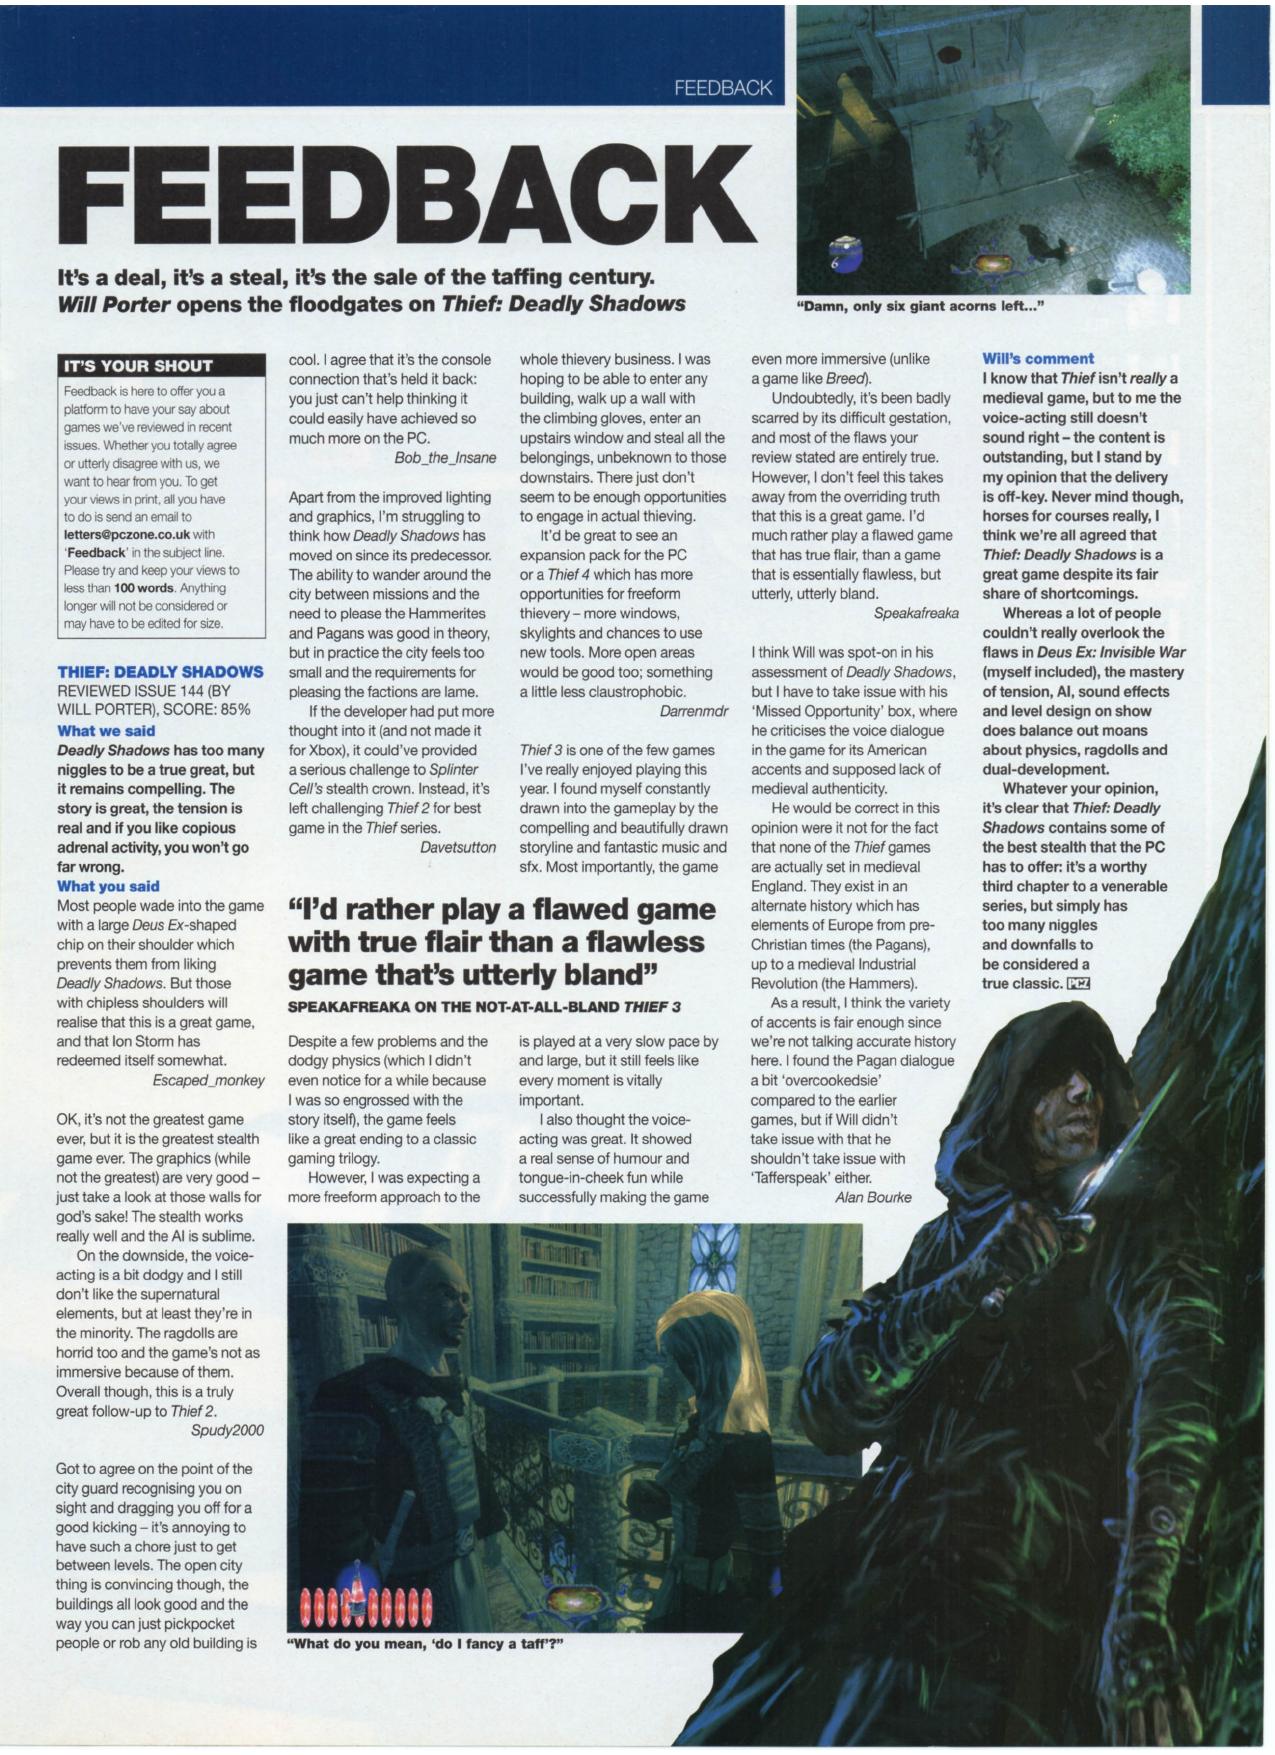 FEEDBACK
FEEDBACK
It's a deal, it's a steal, it's the sale of the taffing century.
Will Porter opens the floodgates on Thief: Deadly Shadows
6
"Damn, only six giant acorns left..."
IT'S YOUR SHOUT
Feedback is here to offer you a
platform to have your say about
games we've reviewed in recent
issues. Whether you totally agree
or utterly disagree with us, we
want to hear from you. To get
your views in print, all you have
to do is send an email to
letters@pczone.co.uk with
'Feedback' in the subject line.
Please try and keep your views to
less than 100 words. Anything
longer will not be considered or
may have to be edited for size.
THIEF: DEADLY SHADOWS
REVIEWED ISSUE 144 (BY
WILL PORTER), SCORE: 85%
What we said
Deadly Shadows has too many
niggles to be a true great, but
it remains compelling. The
story is great, the tension is
real and if you like copious
adrenal activity, you won't go
far wrong.
What you said
Most people wade into the game
with a large Deus Ex-shaped
chip on their shoulder which
prevents them from liking
Deadly Shadows. But those
with chipless shoulders will
realise that this is a great game,
and that Ion Storm has
redeemed itself somewhat.
Escaped_monkey
OK, it's not the greatest game
ever, but it is the greatest stealth
game ever. The graphics (while
not the greatest) are very good –
just take a look at those walls for
god's sake! The stealth works
really well and the AI is sublime.
On the downside, the voice-
acting is a bit dodgy and I still
don't like the supernatural
elements, but at least they're in
the minority. The ragdolls are
horrid too and the game's not as
immersive because of them.
Overall though, this is a truly
great follow-up to Thief 2.
Spudy2000
Got to agree on the point of the
city guard recognising you on
sight and dragging you off for a
good kicking – it's annoying to
have such a chore just to get
between levels. The open city
thing is convincing though, the
buildings all look good and the
way you can just pickpocket
people or rob any old building is
cool. I agree that it's the console
connection that's held it back:
you just can't help thinking it
could easily have achieved so
much more on the PC.
Bob_the_Insane
Apart from the improved lighting
and graphics, I'm struggling to
think how Deadly Shadows has
moved on since its predecessor.
The ability to wander around the
city between missions and the
need to please the Hammerites
and Pagans was good in theory,
but in practice the city feels too
small and the requirements for
pleasing the factions are lame.
If the developer had put more
thought into it (and not made it
for Xbox), it could've provided
a serious challenge to Splinter
Cell's stealth crown. Instead, it's
left challenging Thief 2 for best
game in the Thief series.
Davetsutton
"I'd rather play a flawed game
with true flair than a flawless
game that's utterly bland"
SPEAKAFREAKA ON THE NOT-AT-ALL-BLAND THIEF 3
Despite a few problems and the
dodgy physics (which I didn't
even notice for a while because
I was so engrossed with the
story itself), the game feels
like a great ending to a classic
gaming trilogy.
However, I was expecting a
more freeform approach to the
whole thievery business. I was
hoping to be able to enter any
building, walk up a wall with
the climbing gloves, enter an
upstairs window and steal all the
belongings, unbeknown to those
downstairs. There just don't
seem to be enough opportunities
to engage in actual thieving.
It'd be great to see an
expansion pack for the PC
or a Thief 4 which has more
opportunities for freeform
thievery – more windows,
skylights and chances to use
new tools. More open areas
would be good too; something
a little less claustrophobic.
Darrenmdr
Thief 3 is one of the few games
I've really enjoyed playing this
year. I found myself constantly
drawn into the gameplay by the
compelling and beautifully drawn
storyline and fantastic music and
sfx. Most importantly, the game
is played at a very slow pace by
and large, but it still feels like
every moment is vitally
important.
I also thought the voice-
acting was great. It showed
a real sense of humour and
tongue-in-cheek fun while
successfully making the game
even more immersive (unlike
a game like Breed).
Undoubtedly, it's been badly
scarred by its difficult gestation,
and most of the flaws your
review stated are entirely true.
However, I don't feel this takes
away from the overriding truth
that this is a great game. I'd
much rather play a flawed game
that has true flair, than a game
that is essentially flawless, but
utterly, utterly bland.
Speakafreaka
I think Will was spot-on in his
assessment of Deadly Shadows,
but I have to take issue with his
'Missed Opportunity' box, where
he criticises the voice dialogue
in the game for its American
accents and supposed lack of
medieval authenticity.
He would be correct in this
opinion were it not for the fact
that none of the Thief games
are actually set in medieval
England. They exist in an
alternate history which has
elements of Europe from pre-
Christian times (the Pagans),
up to a medieval Industrial
Revolution (the Hammers).
As a result, I think the variety
of accents is fair enough since
we're not talking accurate history
here. I found the Pagan dialogue
a bit 'overcookedsie'
compared to the earlier
games, but if Will didn't
take issue with that he
shouldn't take issue with
'Tafferspeak' either.
Alan Bourke
Will's comment
I know that Thief isn't really a
medieval game, but to me the
voice-acting still doesn't
sound right – the content is
outstanding, but I stand by
my opinion that the delivery
is off-key. Never mind though,
horses for courses really, I
think we're all agreed that
Thief: Deadly Shadows is a
great game despite its fair
share of shortcomings.
Whereas a lot of people
couldn't really overlook the
flaws in Deus Ex: Invisible War
(myself included), the mastery
of tension, AI, sound effects
and level design on show
does balance out moans
about physics, ragdolls and
dual-development.
Whatever your opinion,
it's clear that Thief: Deadly
Shadows contains some of
the best stealth that the PC
has to offer: it's a worthy
third chapter to a venerable
series, but simply has
too many niggles
and downfalls to
be considered a
true classic. PCZ
"What do you mean, 'do I fancy a taff'?"